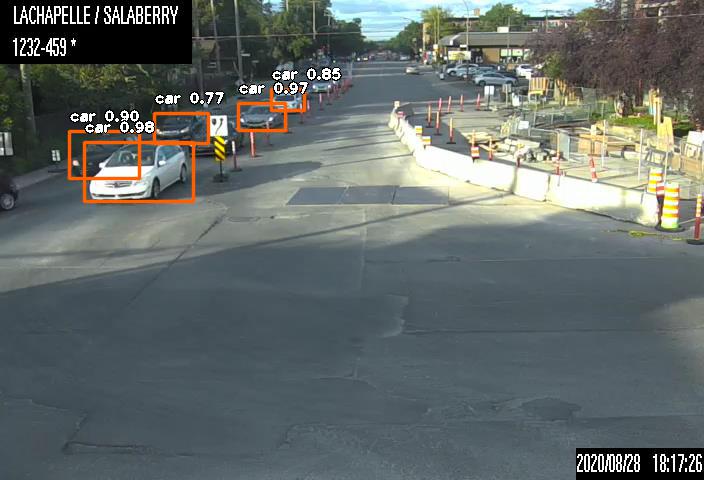 LACHAPELLE / SALABERRY
1232-459 *
car 0.85
car 0.97
car 0.77
car 0.90
car 0.98
2020/08/28 18:17:26